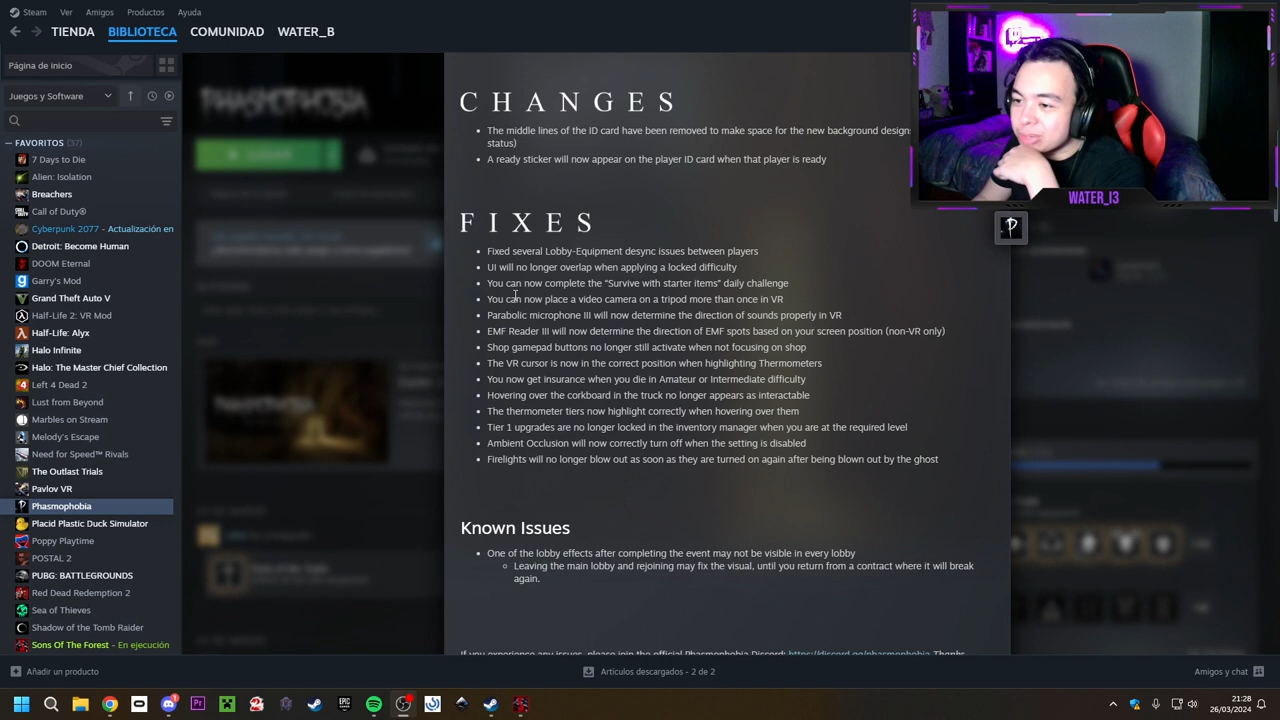 Steam Ver Amigos Productos Ayuda
TIENDA BIBLIOTECA COMUNIDAD
Página de inicio
Juegos y Software
FAVORITOS (37)
7 Days to Die
Alien: Isolation
Breachers
Call of Duty®
Cyberpunk 2077 - Actualización en
Detroit: Become Human
DOOM Eternal
Garry's Mod
Grand Theft Auto V
Half-Life 2: VR Mod
Half-Life: Alyx
Halo Infinite
Halo: The Master Chief Collection
Left 4 Dead 2
Lust from Beyond
Marbles on Stream
Melody's Escape
Need for Speed™ Rivals
The Outlast Trials
Pavlov VR
Phasmophobia
Placid Plastic Duck Simulator
Poppy Playtime
POSTAL 2
PUBG: BATTLEGROUNDS
Red Dead Redemption 2
Sea of Thieves
Shadow of the Tomb Raider
Sons Of The Forest - En ejecución
CHANGES
The middle lines of the ID card have been removed to make space for the new background designs
status)
A ready sticker will now appear on the player ID card when that player is ready
FIXES
Fixed several Lobby-Equipment desync issues between players
UI will no longer overlap when applying a locked difficulty
You can now complete the "Survive with starter items" daily challenge
You can now place a video camera on a tripod more than once in VR
Parabolic microphone III will now determine the direction of sounds properly in VR
EMF Reader III will now determine the direction of EMF spots based on your screen position (non-VR only)
Shop gamepad buttons no longer still activate when not focusing on shop
The VR cursor is now in the correct position when highlighting Thermometers
You now get insurance when you die in Amateur or Intermediate difficulty
Hovering over the corkboard in the truck no longer appears as interactable
The thermometer tiers now highlight correctly when hovering over them
Tier 1 upgrades are no longer locked in the inventory manager when you are at the required level
Ambient Occlusion will now correctly turn off when the setting is disabled
Firelights will no longer blow out as soon as they are turned on again after being blown out by the ghost
Known Issues
One of the lobby effects after completing the event may not be visible in every lobby
Leaving the main lobby and rejoining may fix the visual, until you return from a contract where it will break
again.
If you experience any issues, please join the official Phasmophobia Discord: https://discord.gg/phasmophobia. Thanks
WATER_I3
Añadir un producto
Artículos descargados - 2 de 2
Amigos y chat
21:28
26/03/2024